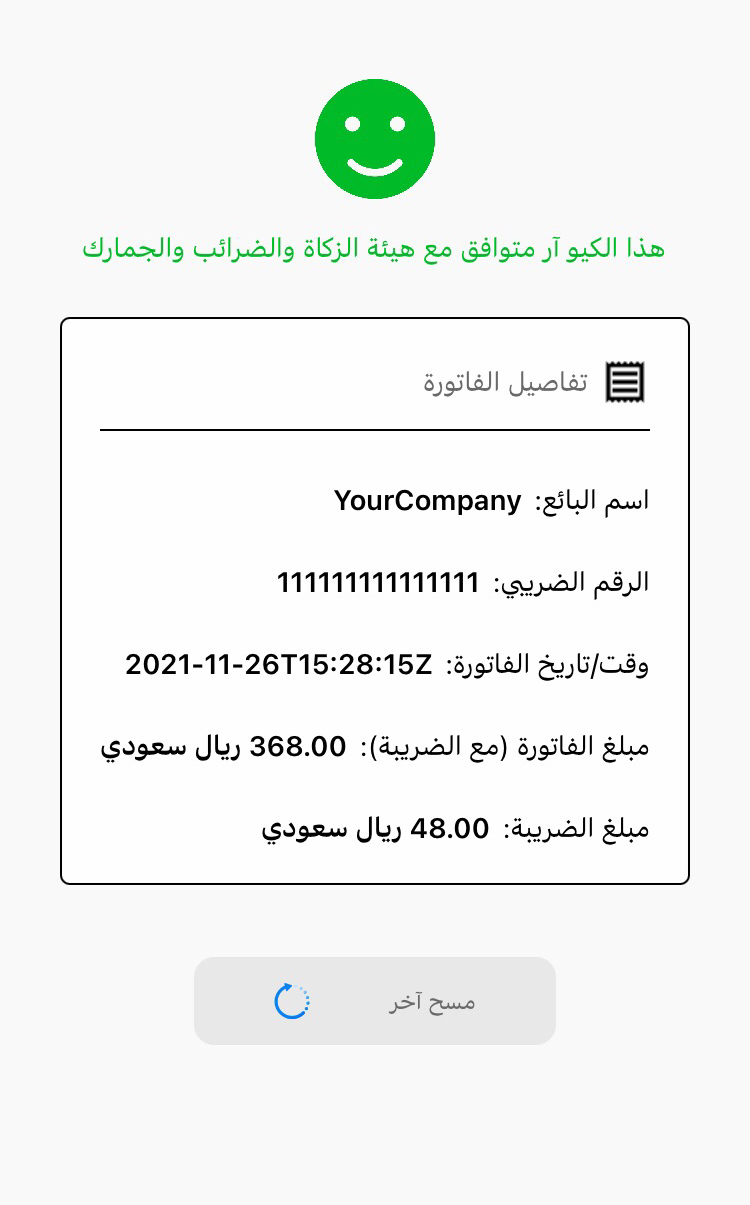 هذا الكيو آر متوافق مع هيئة الزكاة والضرائب والجمارك
تفاصيل الفاتورة
اسم البائع: YourCompany
الرقم الضريبي: 111111111111111
وقت/تاريخ الفاتورة: 2021-11-26T15:28:15Z
مبلغ الفاتورة (مع الضريبة): 368.00 ريال سعودي
مبلغ الضريبة: 48.00 ريال سعودي
مسح آخر